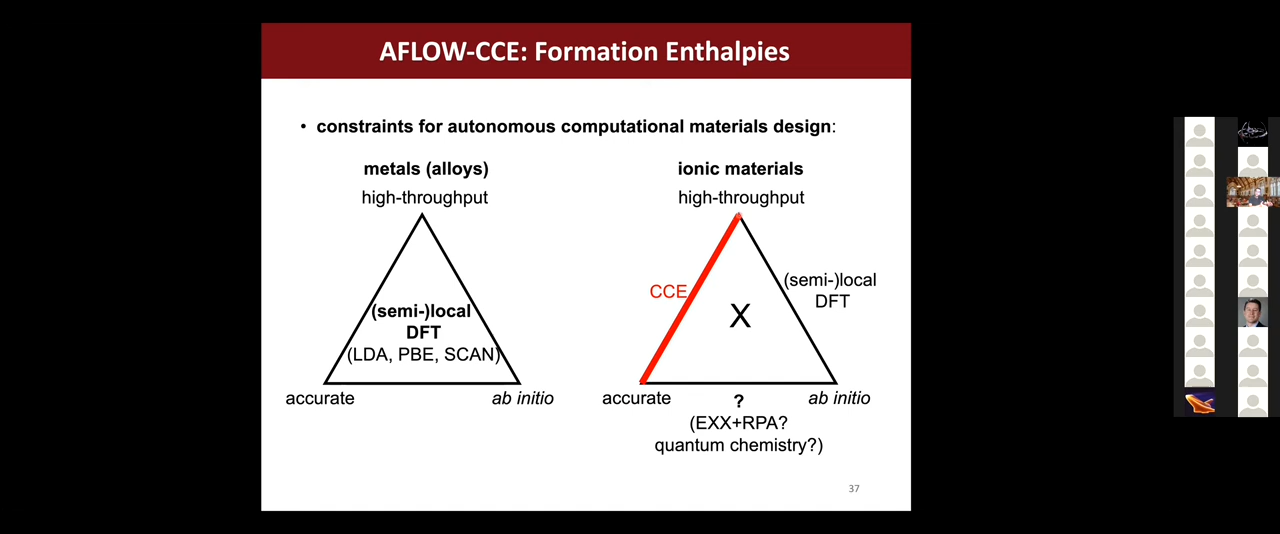 AFLOW-CCE: Formation Enthalpies
• constraints for autonomous computational materials design:
metals (alloys)
high-throughput
(semi-)local
DFT
(LDA, PBE, SCAN)
accurate
ab initio
ionic materials
high-throughput
CCE
X
(semi-)local
DFT
accurate
?
ab initio
(EXX+RPA?
quantum chemistry?)
37